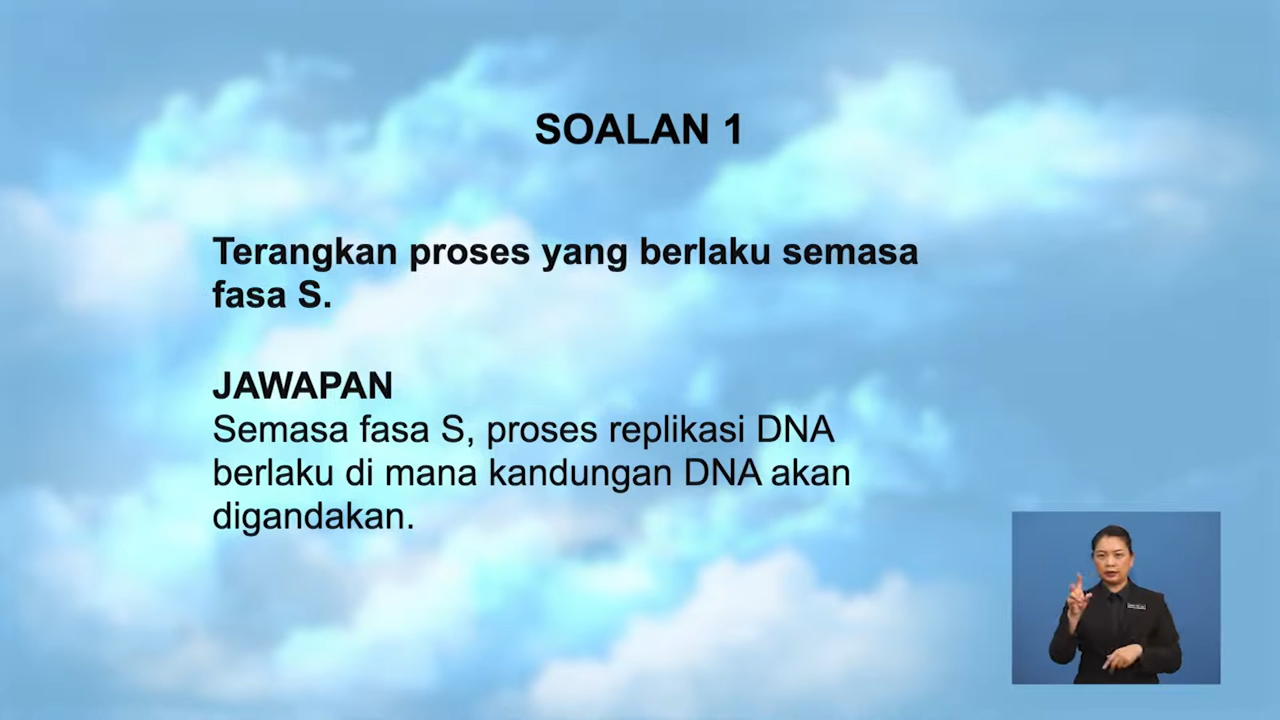 SOALAN 1
Terangkan proses yang berlaku semasa
fasa S.
JAWAPAN
Semasa fasa S, proses replikasi DNA
berlaku di mana kandungan DNA akan
digandakan.